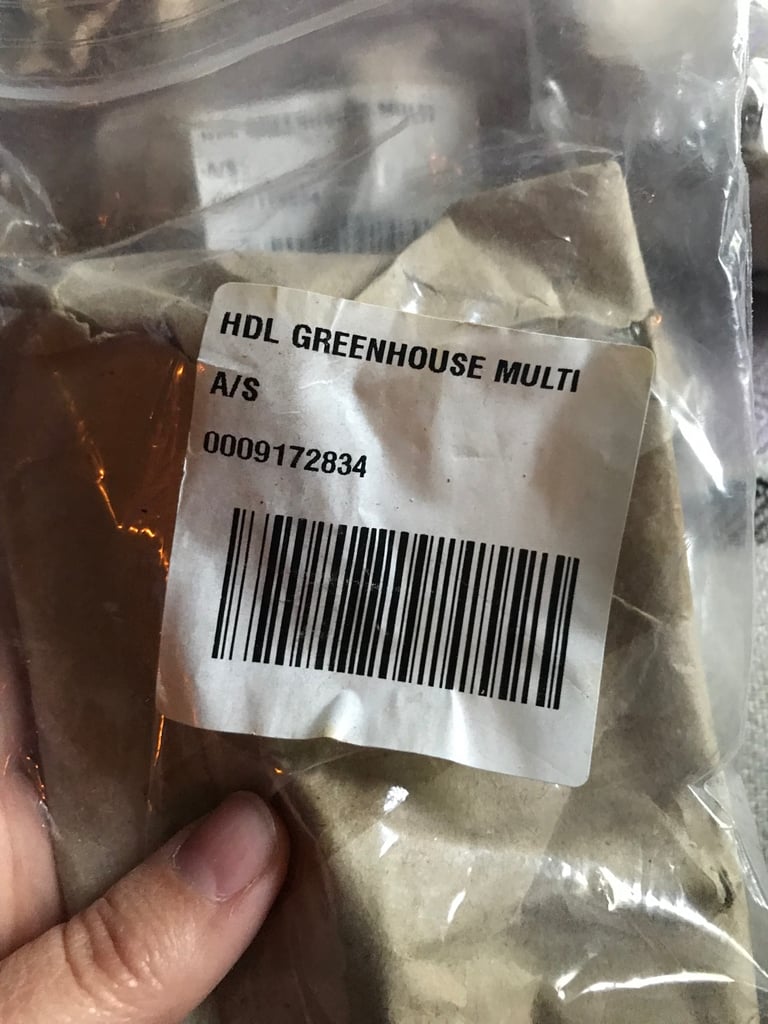 HDL GREENHOUSE MULTI
A/S
0009172834